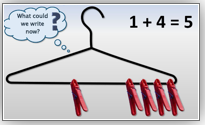 What could
we write
now?
?
1 + 4 = 5